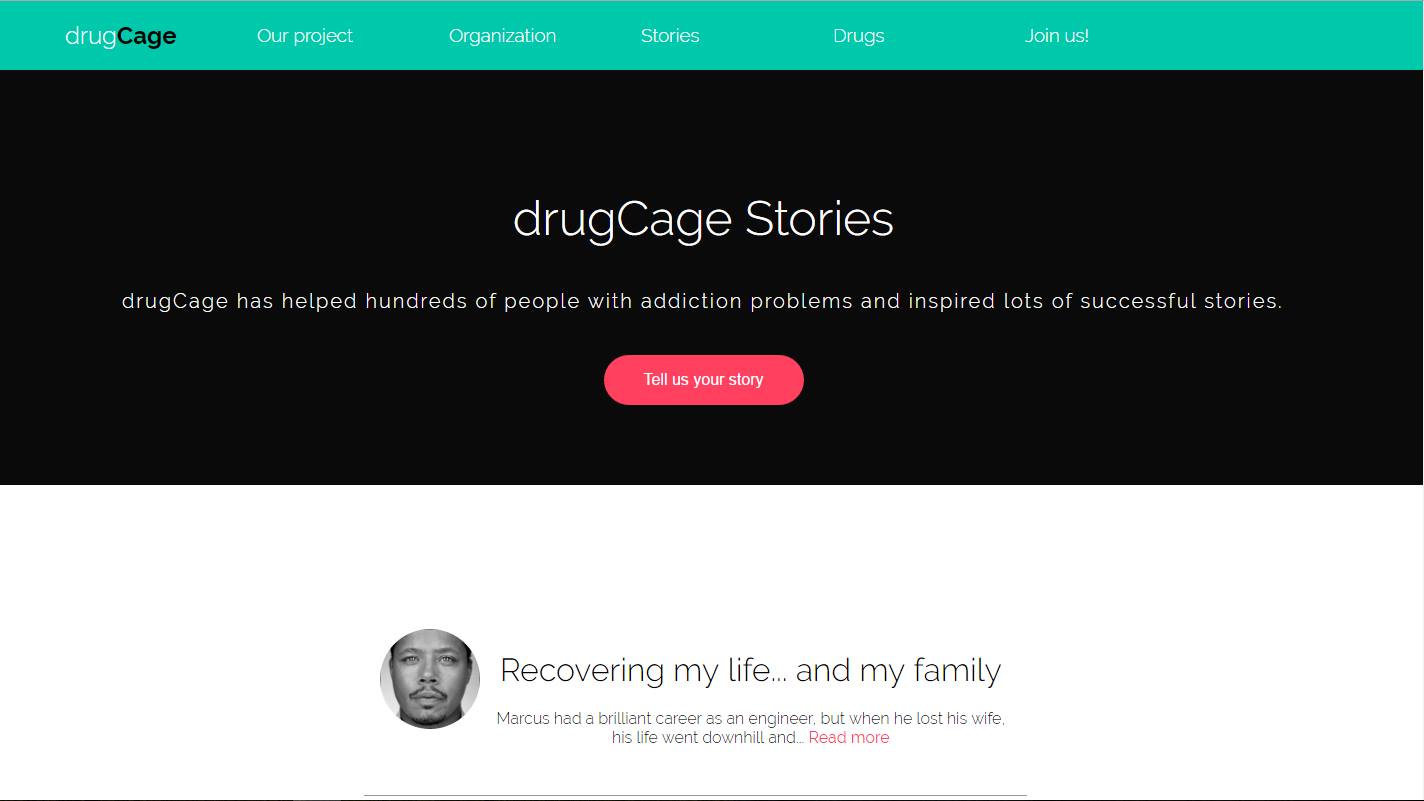 drugCage Our project Organization Stories Drugs Join us!
drugCage Stories
drugCage has helped hundreds of people with addiction problems and inspired lots of successful stories.
Tell us your story
Recovering my life... and my family
Marcus had a brilliant career as an engineer, but when he lost his wife,
his life went downhill and... Read more